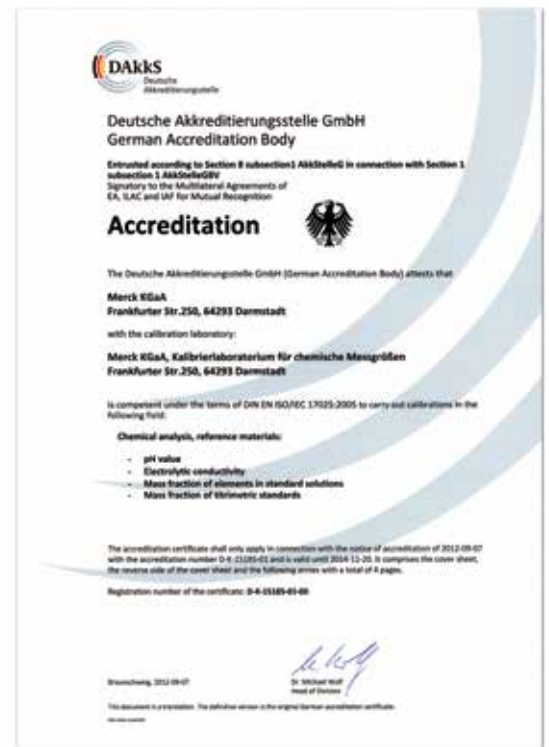 DAkkS
Deutsche
Akkreditierungsstelle
Deutsche Akkreditierungsstelle GmbH
German Accreditation Body
Entrusted according to Section 8 subsection1 AkkStelleG in connection with Section 1
subsection 1 AkkStelleGBV
Signatory to the Multilateral Agreements of
EA, ILAC and IAF for Mutual Recognition
Accreditation
The Deutsche Akkreditierungsstelle GmbH (German Accreditation Body) attests that
Merck KGaA
Frankfurter Str.250, 64293 Darmstadt
with the calibration laboratory:
Merck KGaA, Kalibrierlaboratorium für chemische Messgrößen
Frankfurter Str.250, 64293 Darmstadt
is competent under the terms of DIN EN ISO/IEC 17025:2005 to carry out calibrations in the
following field:
Chemical analysis, reference materials:
- pH value
- Electrolytic conductivity
- Mass fraction of elements in standard solutions
- Mass fraction of titrimetric standards
The accreditation certificate shall only apply in connection with the notice of accreditation of 2012-09-07
with the accreditation number D-K-15185-01 and is valid until 2014-11-20. It comprises the cover sheet,
the reverse side of the cover sheet and the following annex with a total of 4 pages.
Registration number of the certificate: D-K-15185-01-00
Braunschweig, 2012-09-07
Dr. Michael Wolf
Head of Division
This document is a translation. The definitive version is the original German accreditation certificate.